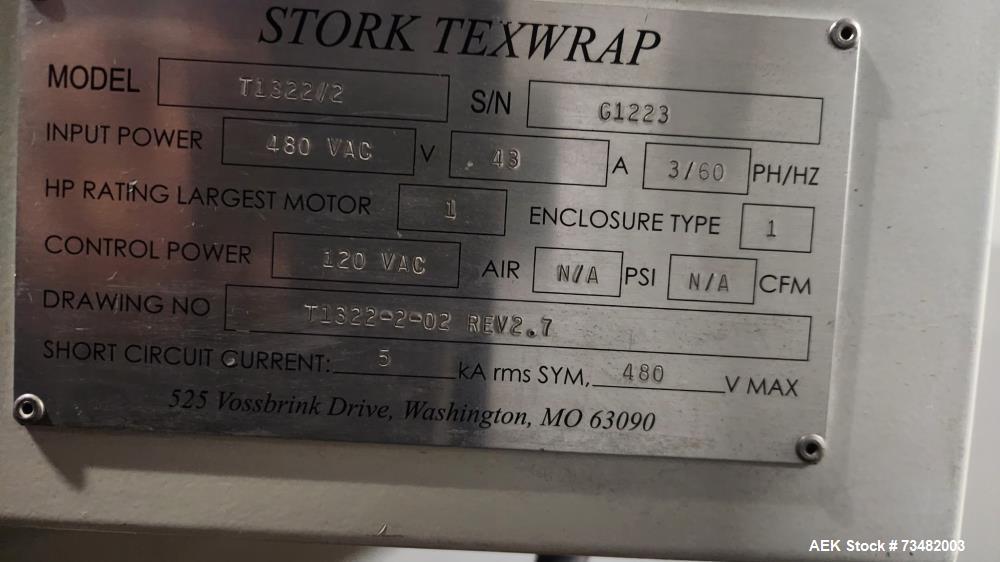 STORK TEXWRAP
MODEL T1322//2 S/N G1223
INPUT POWER 480 VAC V 43 A 3/60 PH/HZ
HP RATING LARGEST MOTOR 1 ENCLOSURE TYPE 1
CONTROL POWER 120 VAC AIR N/A PSI N/A CFM
DRAWING NO T1322-2-02 REV2.7
SHORT CIRCUIT CURRENT: 5 kA rms SYM, 480 V MAX
525 Vossbrink Drive, Washington, MO 63090
AEK Stock # 73482003